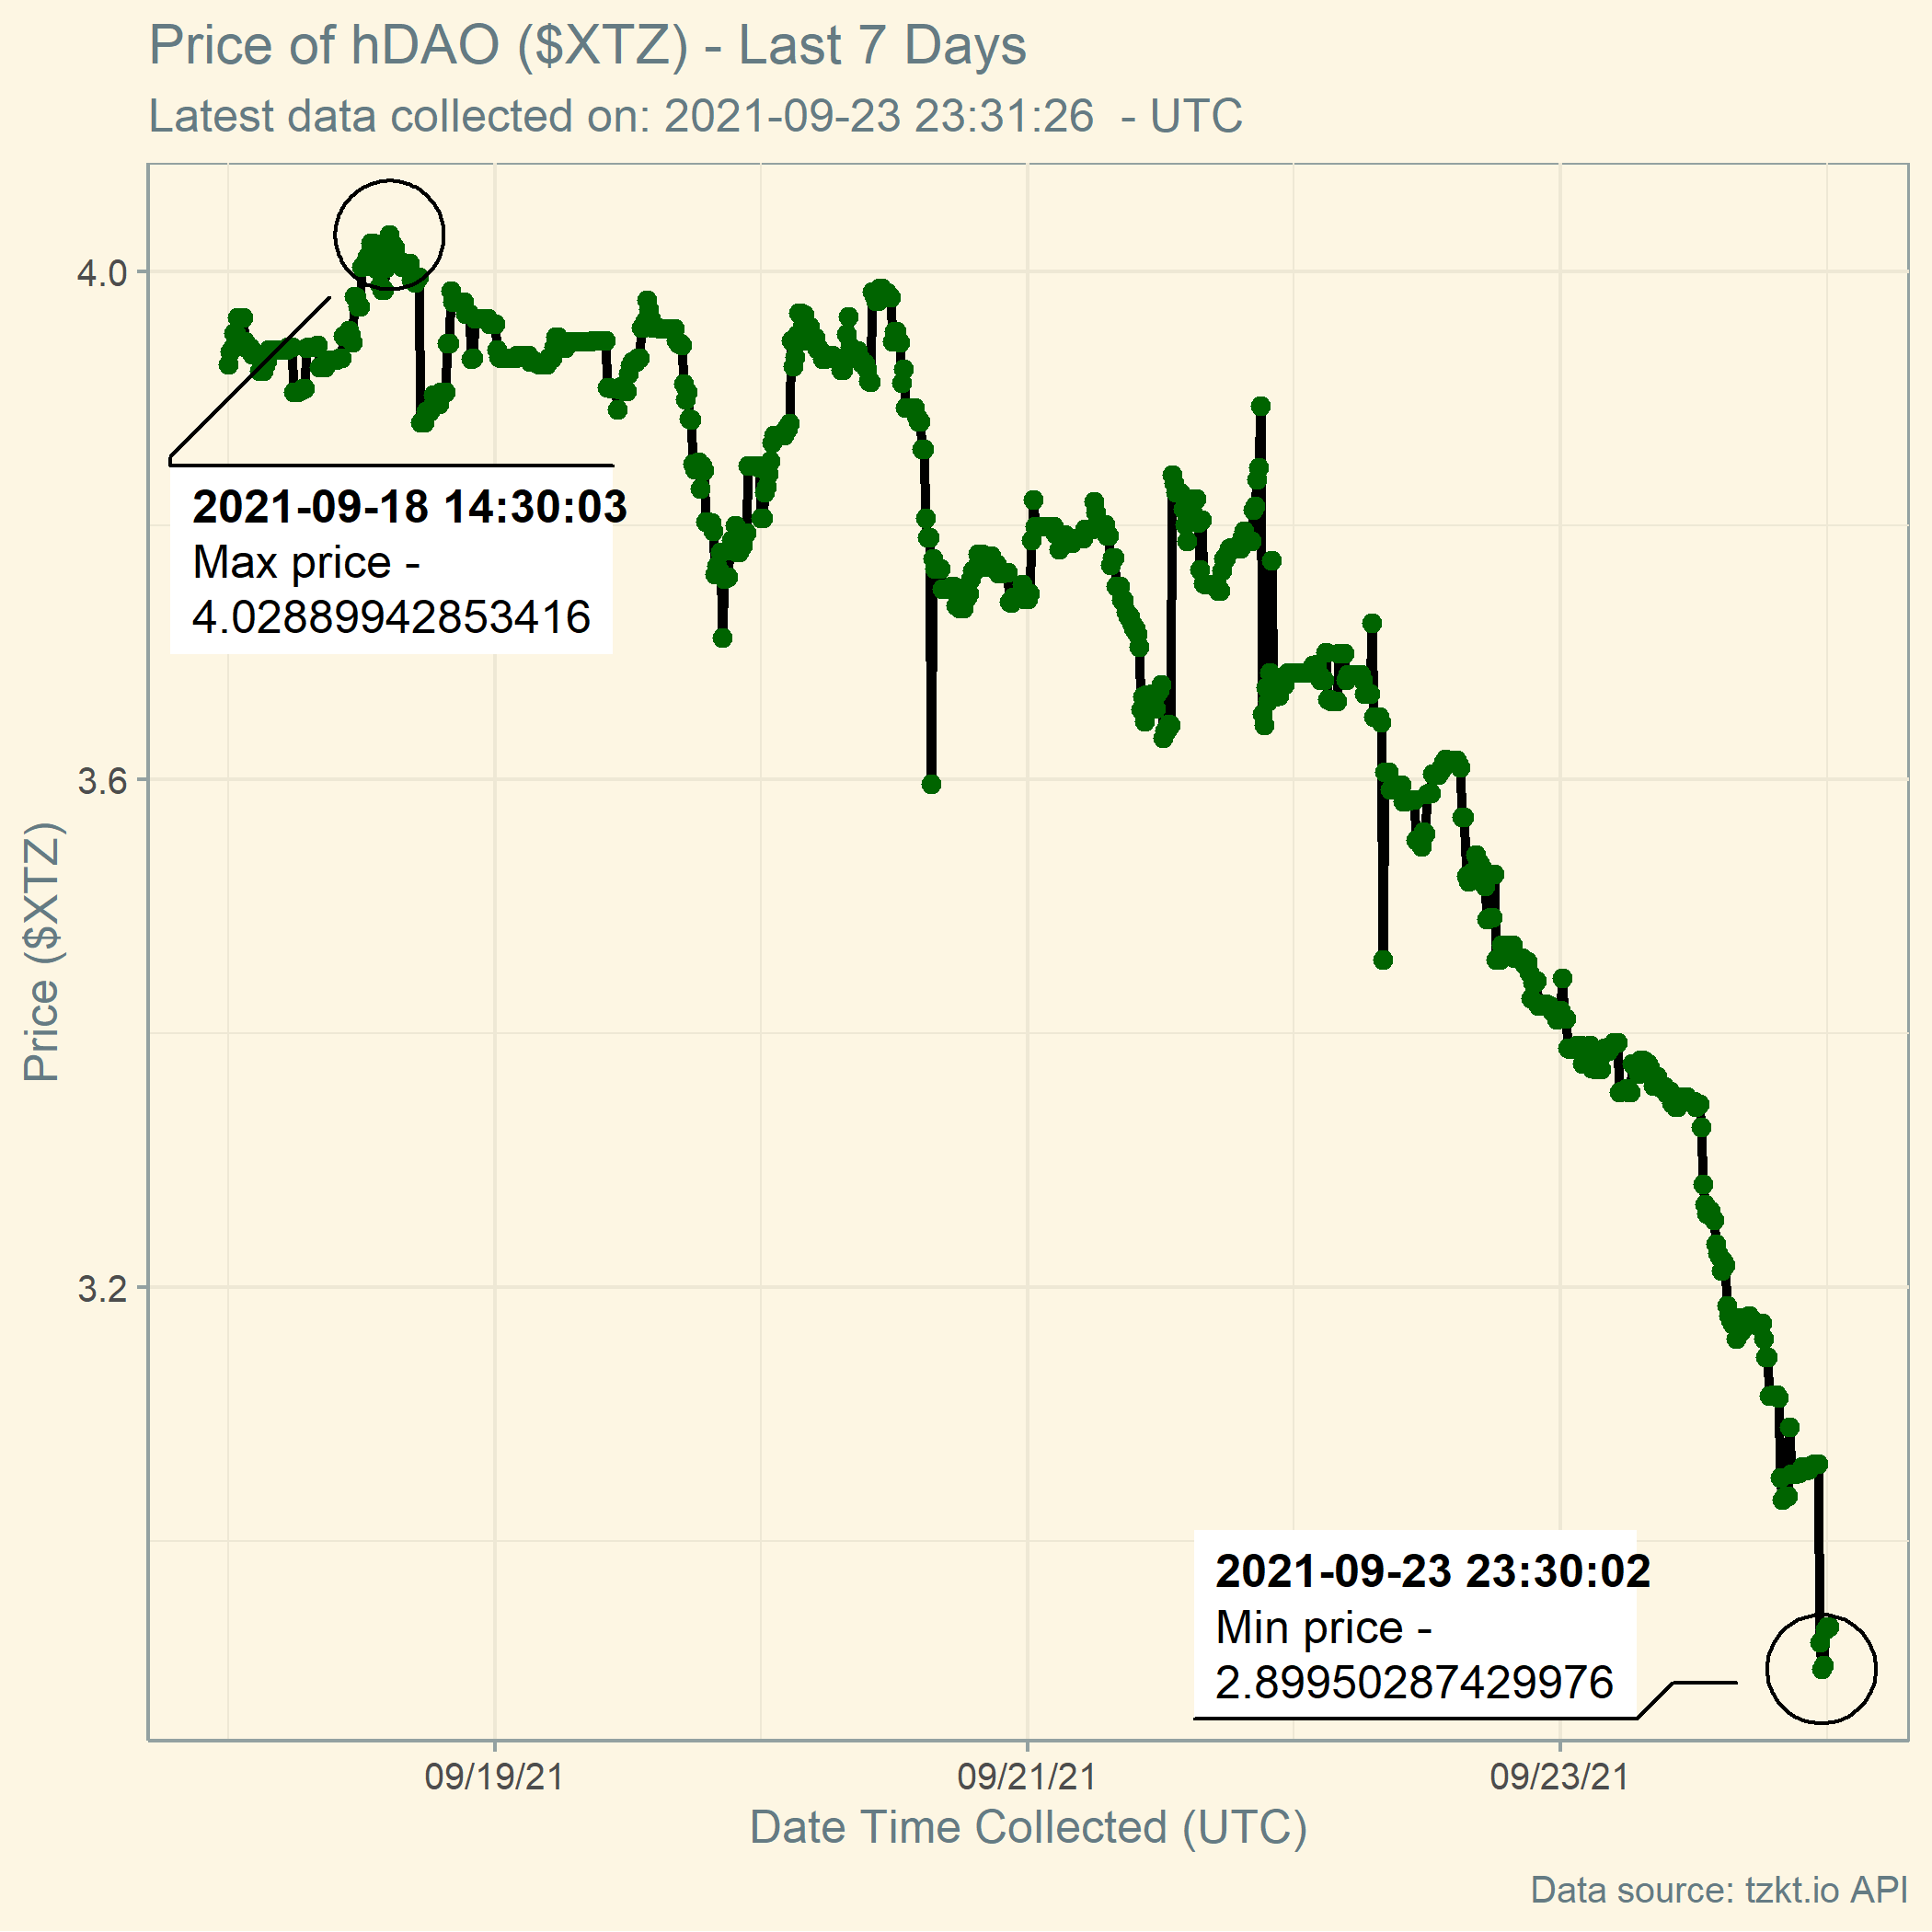 Price of hDAO ($XTZ) - Last 7 Days
Latest data collected on: 2021-09-23 23:31:26  - UTC
4.0
3.6
3.2
Price ($XTZ)
2021-09-18 14:30:03
Max price -
4.02889942853416
2021-09-23 23:30:02
Min price -
2.89950287429976
09/19/21
09/21/21
09/23/21
Date Time Collected (UTC)
Data source: tzkt.io API